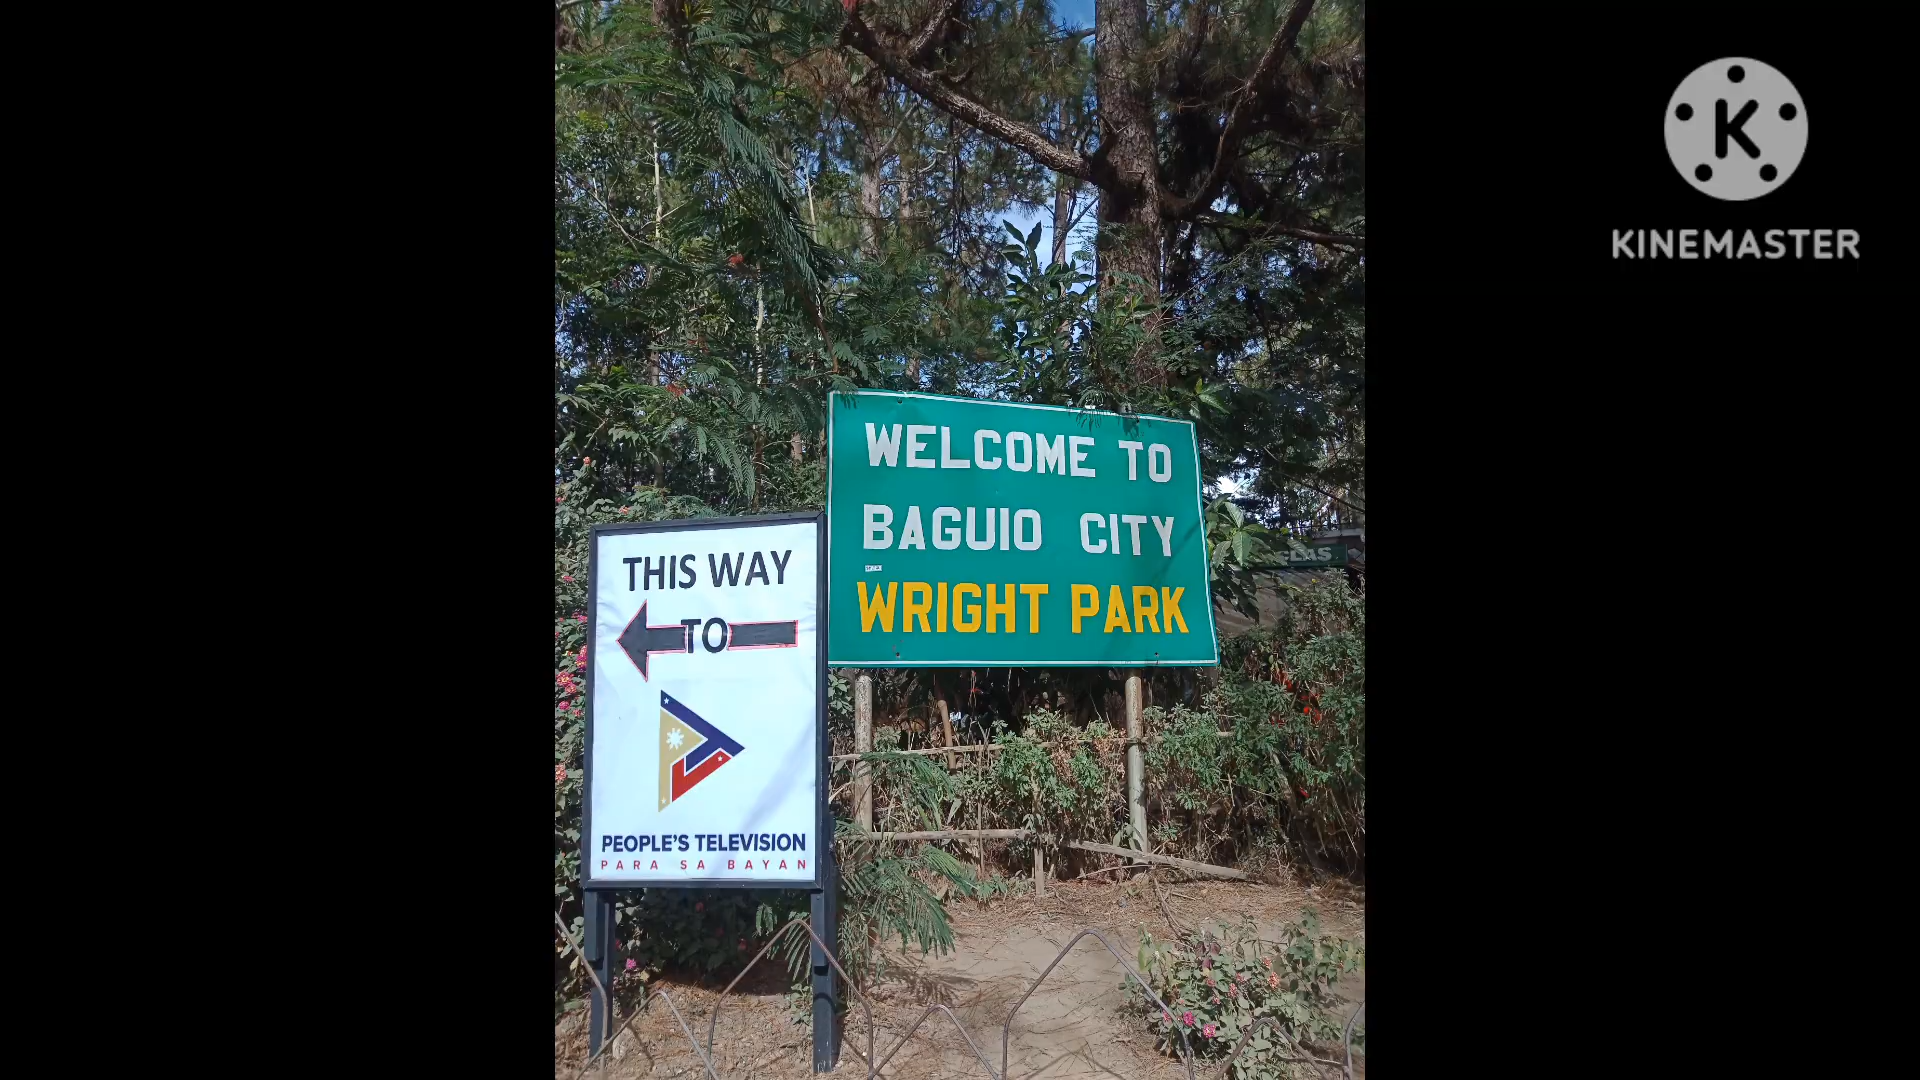 KINEMASTER
WELCOME TO
BAGUIO CITY
WRIGHT PARK
THIS WAY
TO
PEOPLE'S TELEVISION
PARA SA BAYAN